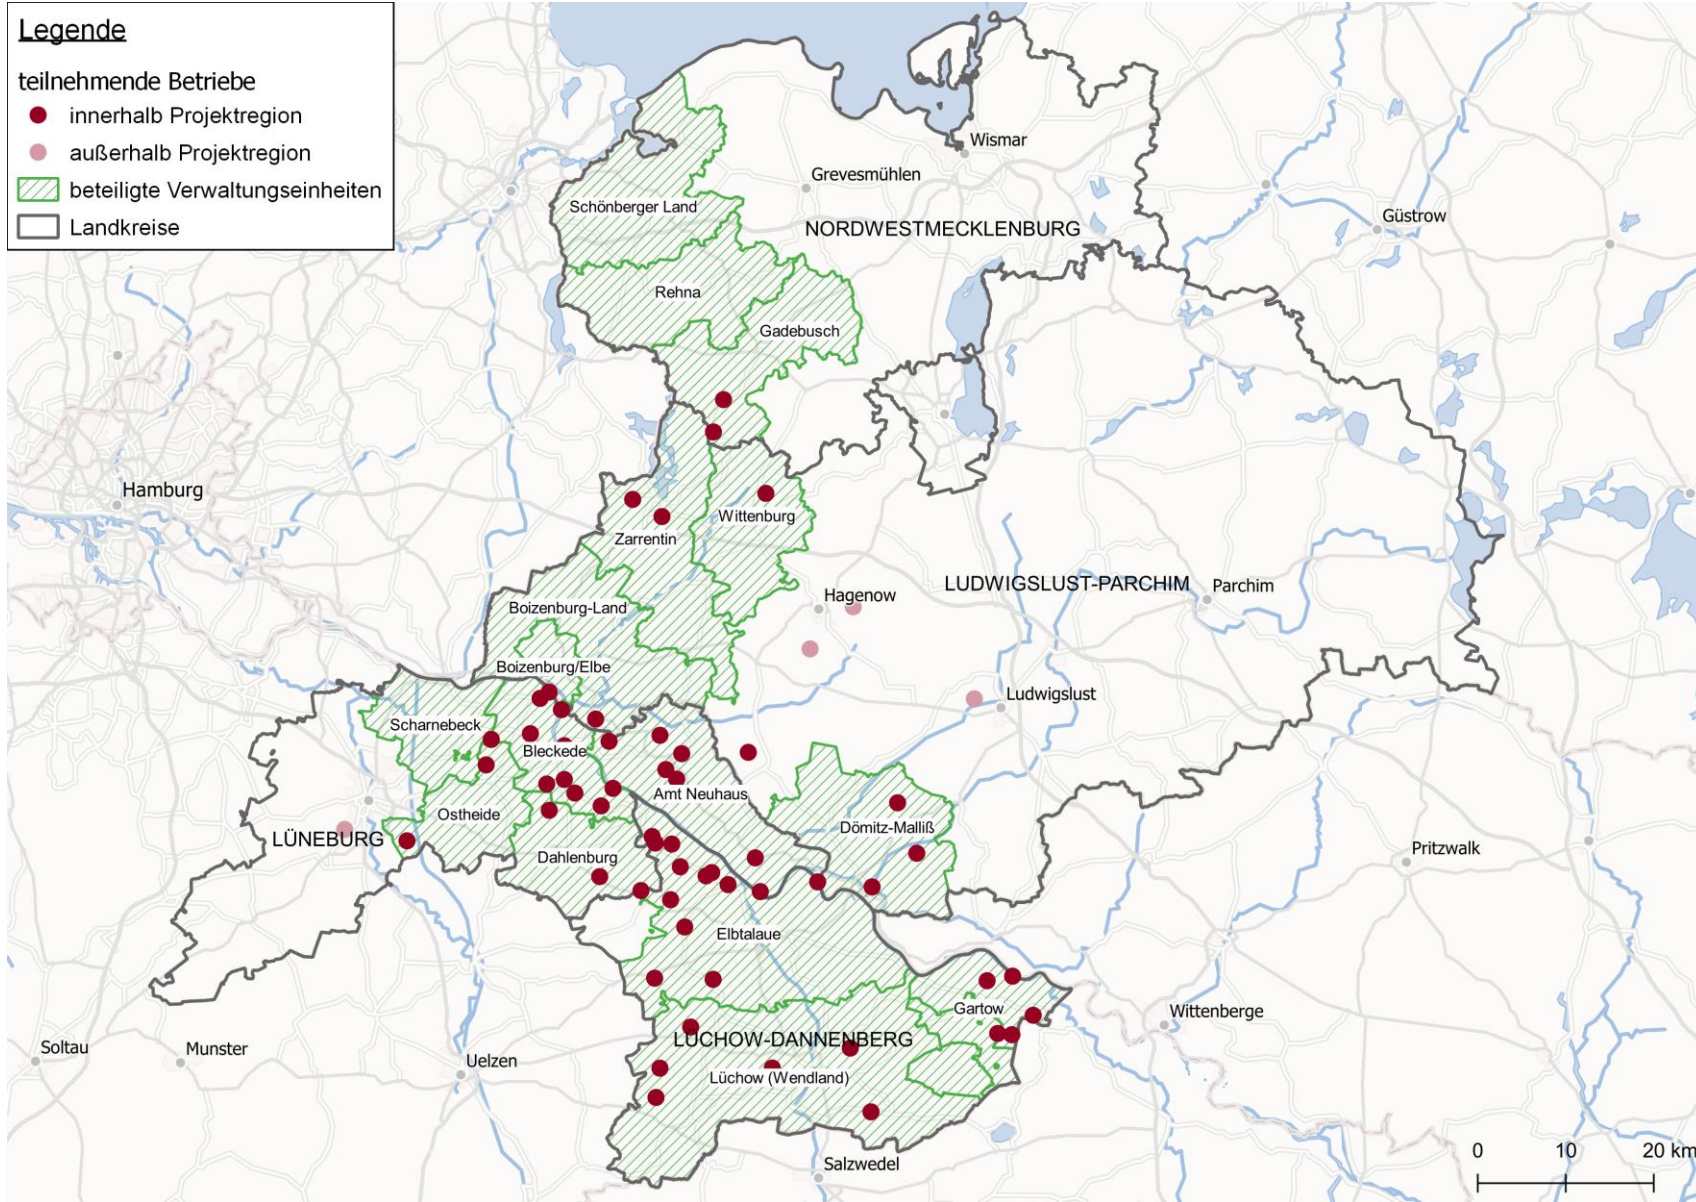 Legende
teilnehmende Betriebe
innerhalb Projektregion
außerhalb Projektregion
beteiligte Verwaltungseinheiten
Landkreise
Wismar
Grevesmühlen
Schönberger Land
Güstrow
NORDWESTMECKLENBURG
Rehna
Gadebusch
Hamburg
Wittenburg
Zarrentin
LUDWIGSLUST-PARCHIM
Parchim
Hagenow
Boizenburg-Land
Boizenburg/Elbe
Ludwigslust
Scharnebeck
Bleckede
Amt Neuhaus
Ostheide
Dömitz-Malliß
LÜNEBURG
Pritzwalk
Dahlenburg
Elbtalaue
Gartow
Wittenberge
LÜCHOW-DANNENBERG
Soltau
Munster
Uelzen
Lüchow (Wendland)
Salzwedel
0 10 20 km